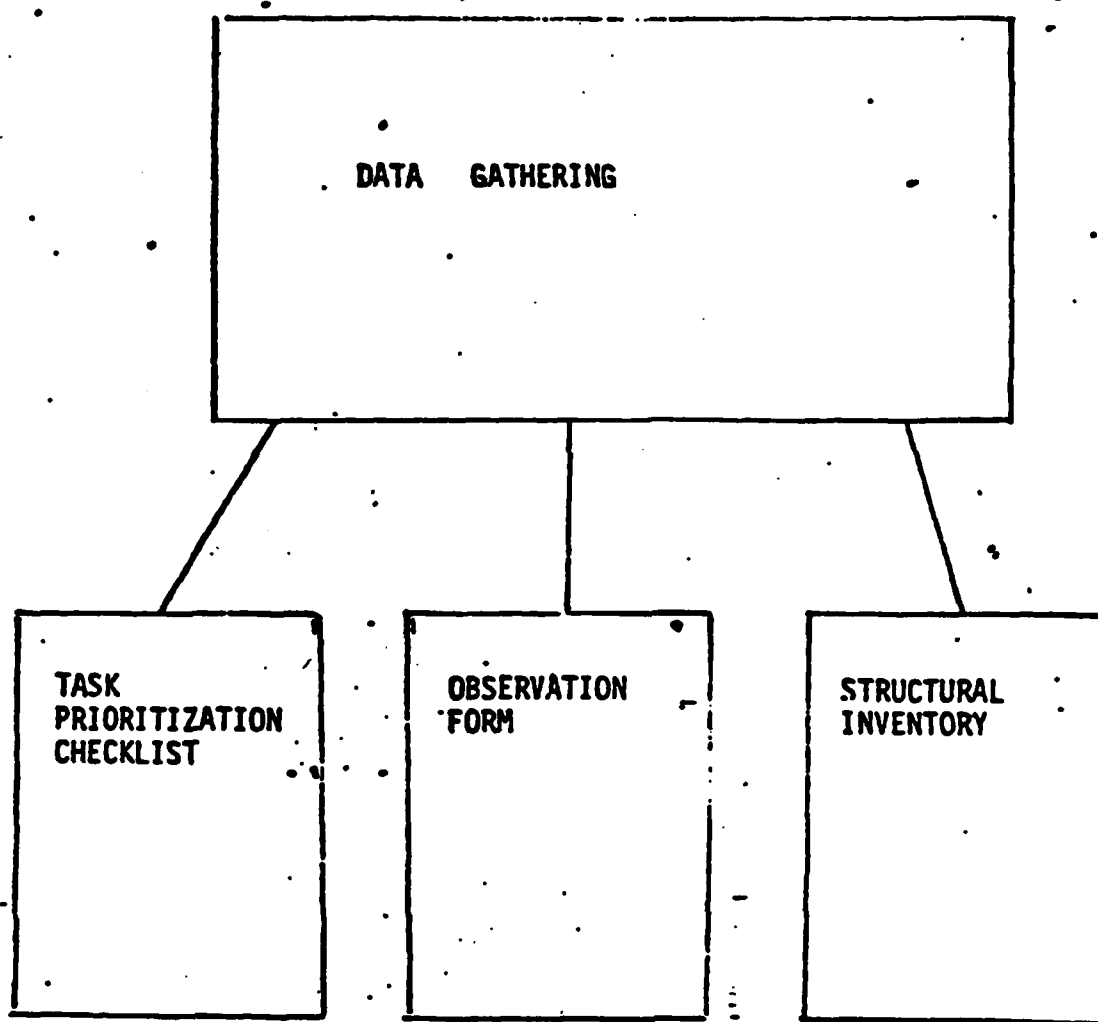 DATA GATHERING
TASK
PRIORITIZATION
CHECKLIST
OBSERVATION
FORM
STRUCTURAL
INVENTORY